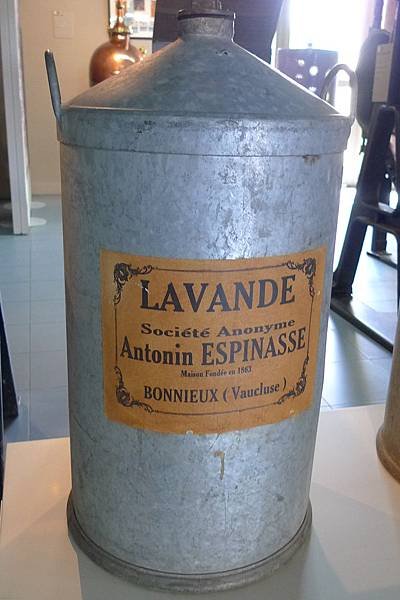 LAVANDE
Société Anonyme
Antonin ESPINASSE
Maison Fondée en 1863
BONNIEUX ( Vaucluse )